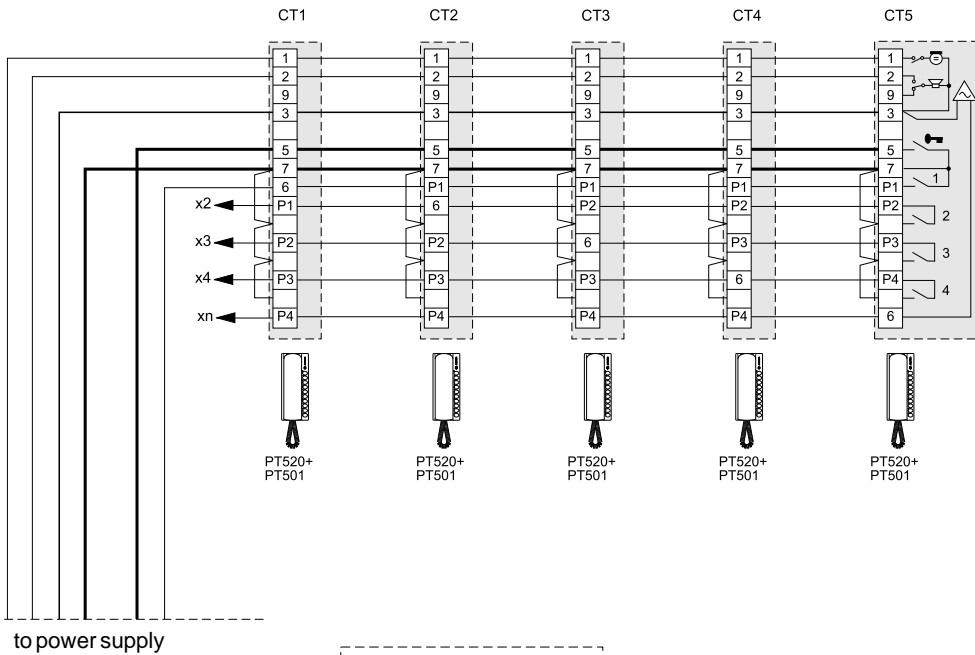 CT1 CT2 CT3 CT4 CT5
1 1 1 1 1
2 2 2 2 2
9 9 9 9 9
3 3 3 3 3
5 5 5 5 5
7 7 7 7 7
6 P1 P1 P1 P1 1
x2 P1 6 P2 P2 P2 2
x3 P2 P2 6 P3 P3 3
x4 P3 P3 P3 6 P4 4
xn P4 P4 P4 P4 6
PT520+ PT520+ PT520+ PT520+ PT520+
PT501 PT501 PT501 PT501 PT501
to power supply